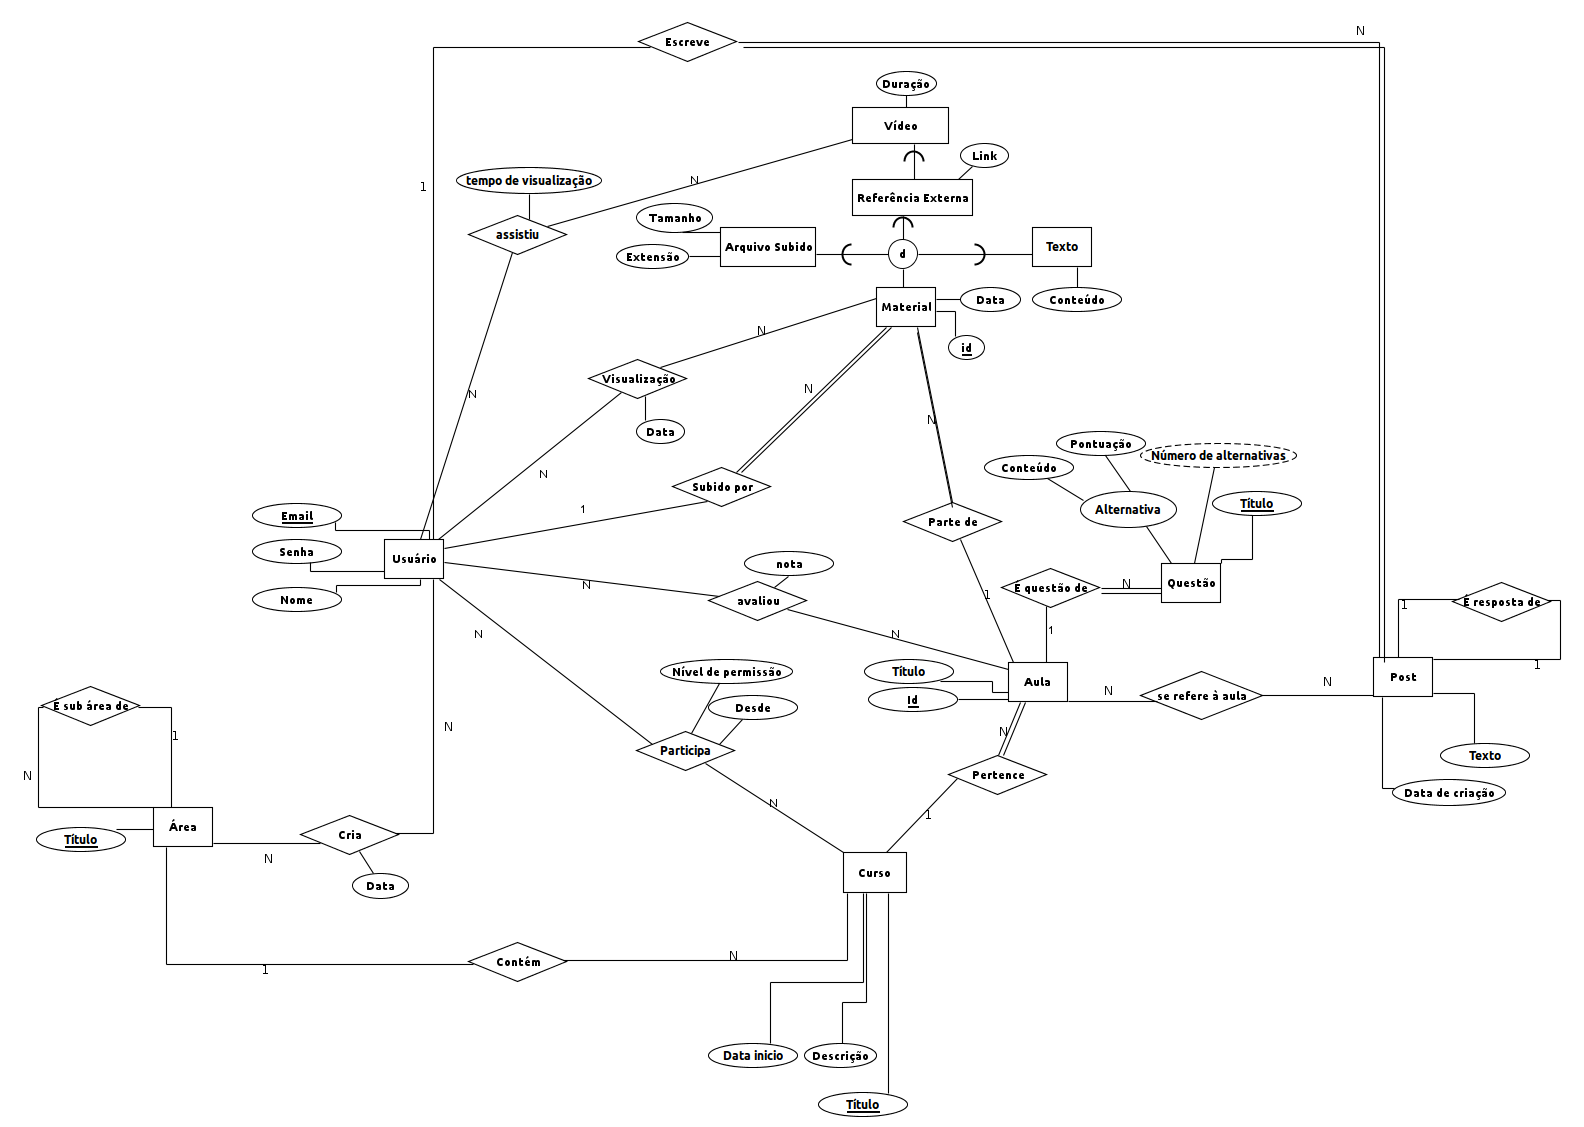 N
Escreve
Duração
Vídeo
Link
tempo de visualização
N
1
Referência Externa
Tamanho
assistiu
Arquivo Subido
d
Texto
Extensão
Data
Conteúdo
Material
N
id
Visualização
N
N
N
Data
Pontuação
Número de alternativas
Conteúdo
N
Subido por
Título
1
Alternativa
Email
Parte de
Senha
Usuário
nota
N
N
Questão
É questão de
1
Nome
avaliou
É resposta de
1
N
N
1
1
Nível de permissão
Título
Aula
Post
N
N
se refere à aula
Id
É sub área de
Desde
N
1
N
Participa
Texto
N
Pertence
Data de criação
N
1
Área
Cria
Título
N
Curso
Data
N
Contém
1
Data inicio
Descrição
Título